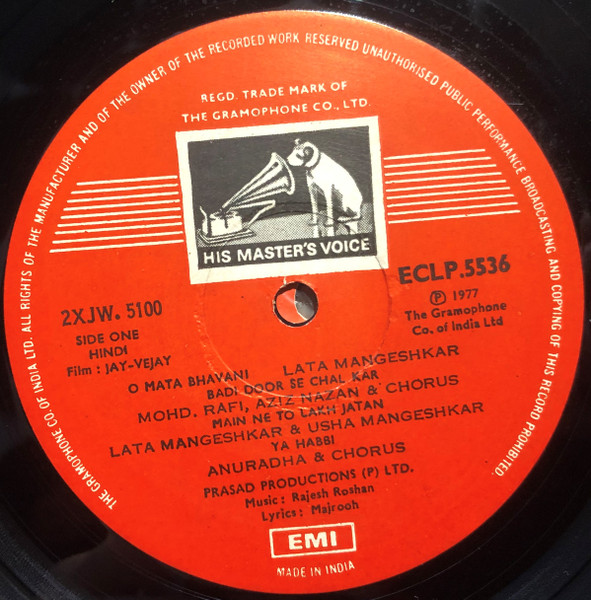 THE GRAMOPHONE CO. OF INDIA LTD. ALL RIGHTS OF THE MANUFACTURER AND OF THE OWNER OF THE RECORDED WORK RESERVED UNAUTHORISED PUBLIC PERFORMANCE BROADCASTING AND COPYING OF THIS RECORD PROHIBITED.
REGD. TRADE MARK OF
THE GRAMOPHONE CO., LTD.
HIS MASTER'S VOICE
2XJW. 5100
SIDE ONE
HINDI
Film : JAY-VEJAY
ECLP.5536
Ⓟ 1977
The Gramophone
Co. of India Ltd
O MATA BHAVANI LATA MANGESHKAR
BADI DOOR SE CHAL KAR
MOHD. RAFI, AZIZ NAZAN & CHORUS
MAIN NE TO LAKH JATAN
LATA MANGESHKAR & USHA MANGESHKAR
YA HABBI
ANURADHA & CHORUS
PRASAD PRODUCTIONS (P) LTD.
Music : Rajesh Roshan
Lyrics : Majrooh
EMI
MADE IN INDIA